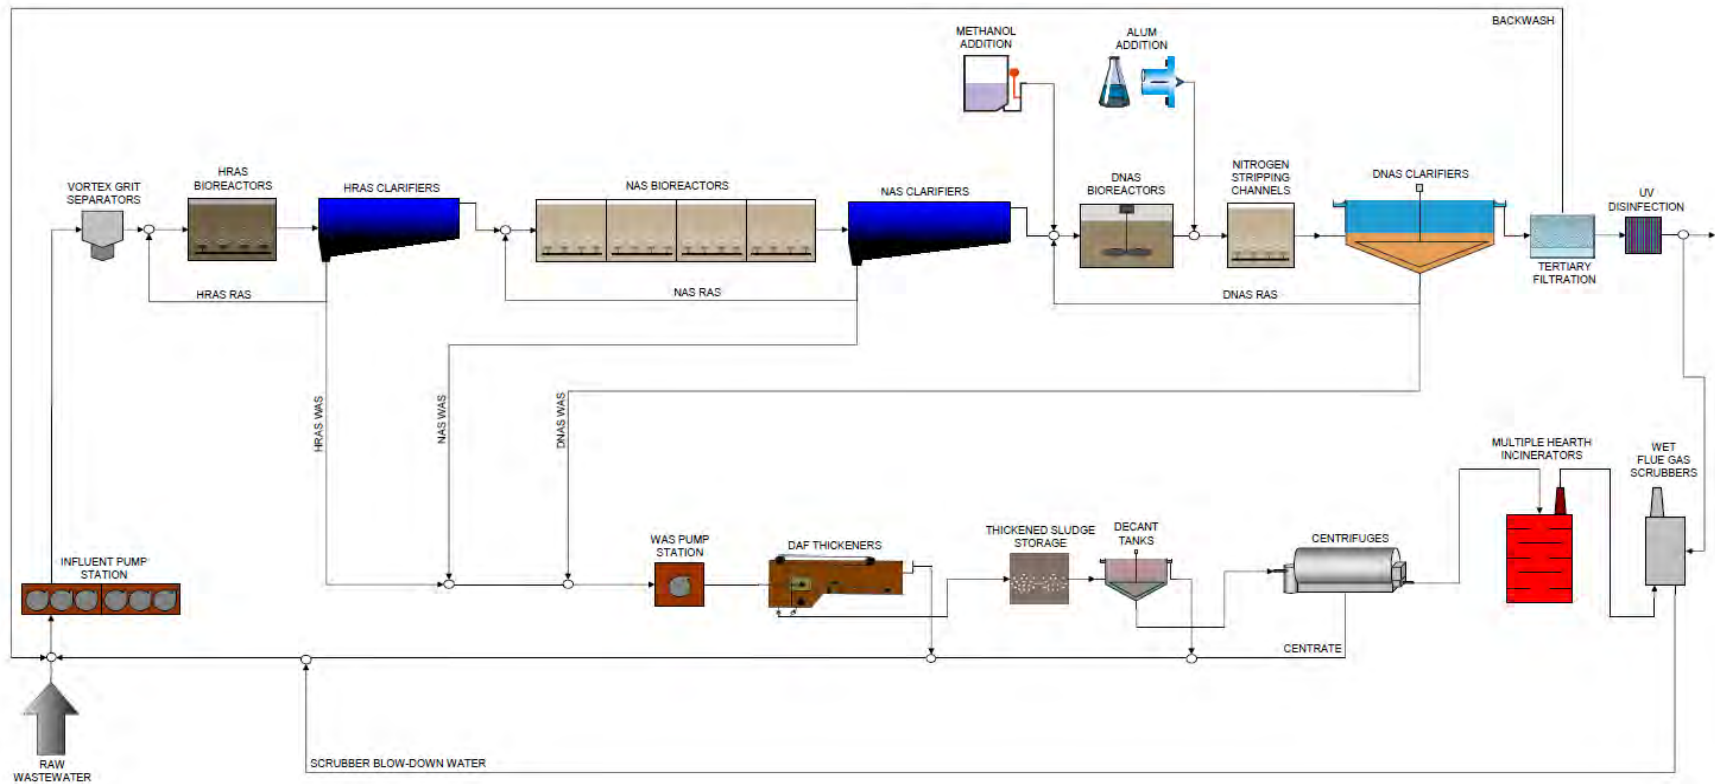 BACKWASH
METHANOL
ADDITION
ALUM
ADDITION
VORTEX GRIT
SEPARATORS
HRAS
BIOREACTORS
HRAS CLARIFIERS
NAS BIOREACTORS
NAS CLARIFIERS
DNAS
BIOREACTORS
NITROGEN
STRIPPING
CHANNELS
DNAS CLARIFIERS
UV
DISINFECTION
TERTIARY
FILTRATION
HRAS RAS
NAS RAS
DNAS RAS
HRAS WAS
NAS WAS
DNAS WAS
INFLUENT PUMP
STATION
WAS PUMP
STATION
DAF THICKENERS
THICKENED SLUDGE
STORAGE
DECANT
TANKS
CENTRIFUGES
MULTIPLE HEARTH
INCINERATORS
WET
FLUE GAS
SCRUBBERS
CENTRATE
RAW
WASTEWATER
SCRUBBER BLOW-DOWN WATER